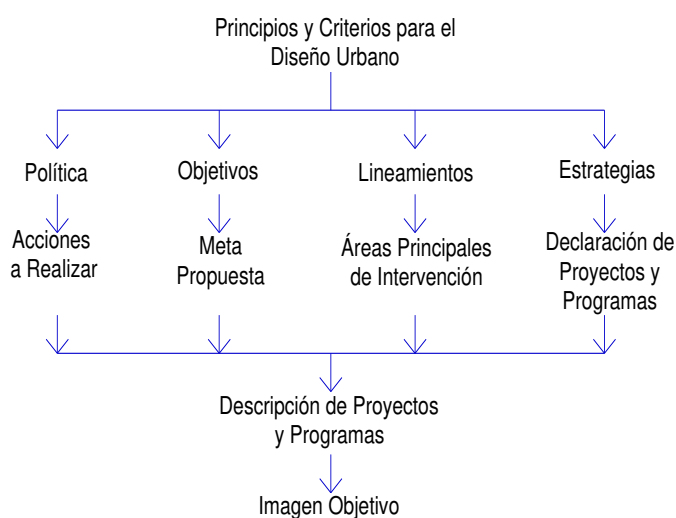 Principios y Criterios para el
Diseño Urbano
Política
Objetivos
Lineamientos
Estrategias
Acciones
a Realizar
Meta
Propuesta
Áreas Principales
de Intervención
Declaración de
Proyectos y
Programas
Descripción de Proyectos
y Programas
Imagen Objetivo